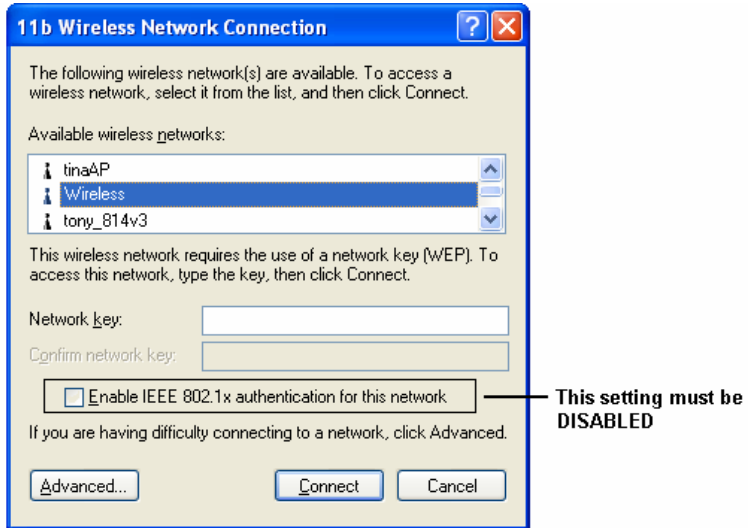 11b Wireless Network Connection
The following wireless network(s) are available. To access a
wireless network, select it from the list, and then click Connect.
Available wireless networks:
tinaAP
Wireless
tony_814v3
This wireless network requires the use of a network key (WEP). To
access this network, type the key, then click Connect.
Network key:
Confirm network key:
Enable IEEE 802.1x authentication for this network
This setting must be
DISABLED
If you are having difficulty connecting to a network, click Advanced.
Advanced...
Connect
Cancel